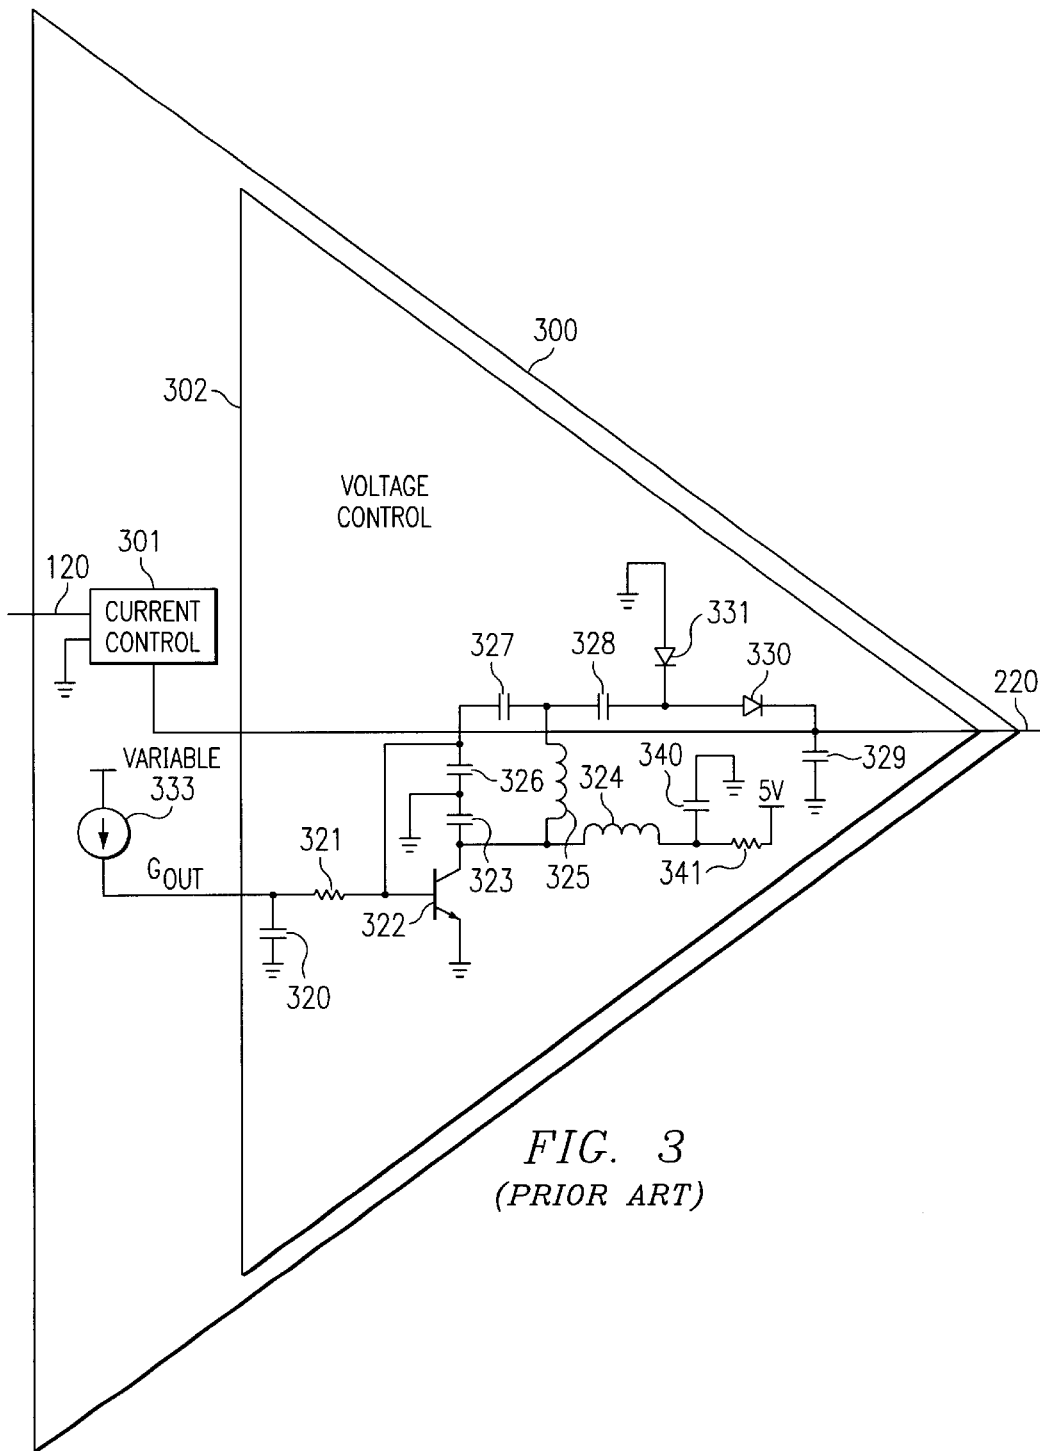 300
302
VOLTAGE
CONTROL
301
120
CURRENT
CONTROL
331
327
328
330
220
VARIABLE
333
326
324
340
329
5V
321
GOUT
323
325
341
322
320
FIG. 3
(PRIOR ART)